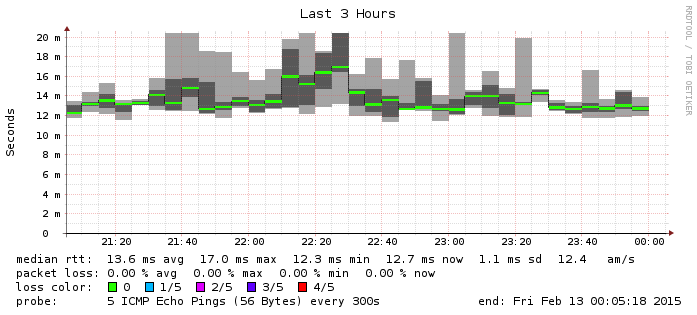 Last 3 Hours
RRDTOOL / TOBI OETIKER
Seconds
20 m
18 m
16 m
14 m
12 m
10 m
8 m
6 m
4 m
2 m
0
21:20 21:40 22:00 22:20 22:40 23:00 23:20 23:40 00:00
median rtt: 13.6 ms avg 17.0 ms max 12.3 ms min 12.7 ms now 1.1 ms sd 12.4 am/s
packet loss: 0.00 % avg 0.00 % max 0.00 % min 0.00 % now
loss color: 0 1/5 2/5 3/5 4/5
probe: 5 ICMP Echo Pings (56 Bytes) every 300s end: Fri Feb 13 00:05:18 2015